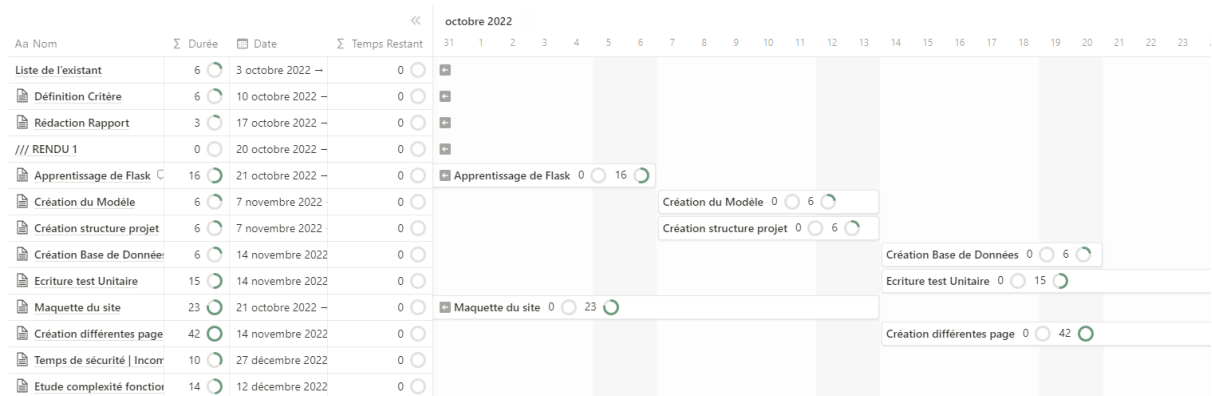 octobre 2022
Aa Nom Σ Durée Date Σ Temps Restant 31 1 2 3 4 5 6 7 8 9 10 11 12 13 14 15 16 17 18 19 20 21 22 23
Liste de l'existant 6 3 octobre 2022 → 0
Définition Critère 6 10 octobre 2022 – 0
Rédaction Rapport 3 17 octobre 2022 – 0
/// RENDU 1 0 20 octobre 2022 – 0
Apprentissage de Flask 16 21 octobre 2022 – 0 Apprentissage de Flask 0 16
Création du Modèle 6 7 novembre 2022 0 Création du Modèle 0 6
Création structure projet 6 7 novembre 2022 0 Création structure projet 0 6
Création Base de Donnée 6 14 novembre 2022 0 Création Base de Données 0 6
Ecriture test Unitaire 15 14 novembre 2022 0 Ecriture test Unitaire 0 15
Maquette du site 23 21 octobre 2022 – 0 Maquette du site 0 23
Création différentes page 42 14 novembre 2022 0 Création différentes page 0 42
Temps de sécurité | Incom 10 27 décembre 2022 0
Etude complexité fonction 14 12 décembre 2022 0